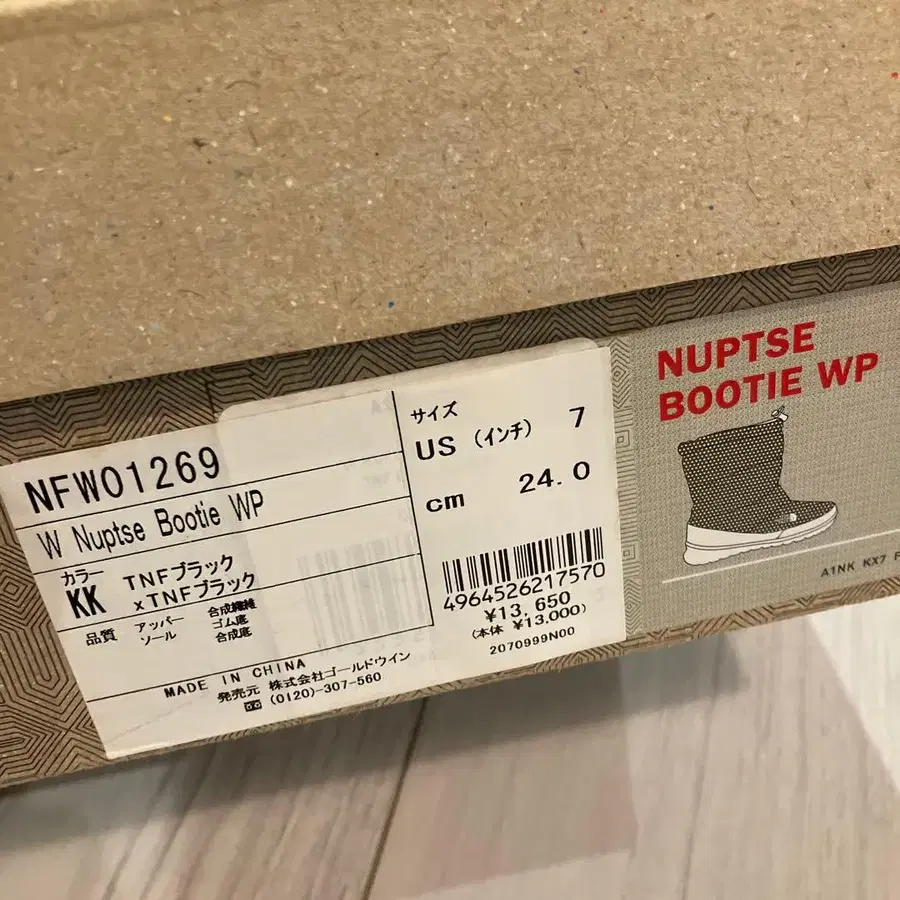 NFW01269
W Nuptse Bootie WP
カラー
KK TNFブラック
×TNFブラック
品質 アッパー 合成繊維
ソール ゴム底
合成底
MADE IN CHINA
発売元 株式会社ゴールドウイン
(0120)-307-560
サイズ
US (インチ) 7
cm 24.0
4964526217570
¥13,650
(本体 ¥13,000)
2070999N00
NUPTSE
BOOTIE WP
A1NK KX7